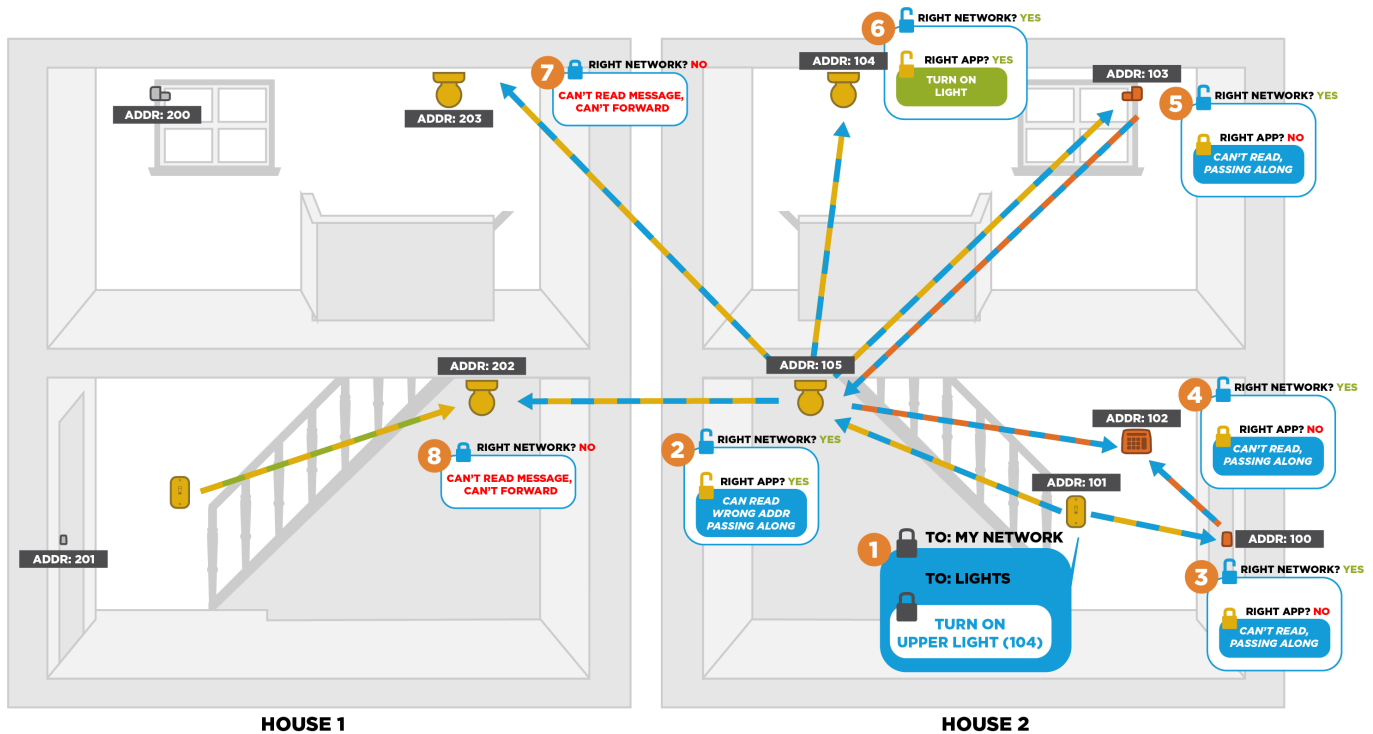 7
RIGHT NETWORK? NO
CAN'T READ MESSAGE,
CAN'T FORWARD
6
RIGHT NETWORK? YES
RIGHT APP? YES
TURN ON
LIGHT
ADDR: 104
ADDR: 103
5
RIGHT NETWORK? YES
RIGHT APP? NO
CAN'T READ,
PASSING ALONG
ADDR: 200
ADDR: 203
ADDR: 202
ADDR: 105
8
RIGHT NETWORK? NO
CAN'T READ MESSAGE,
CAN'T FORWARD
2
RIGHT NETWORK? YES
RIGHT APP? YES
CAN READ
WRONG ADDR
PASSING ALONG
4
RIGHT NETWORK? YES
RIGHT APP? NO
CAN'T READ,
PASSING ALONG
ADDR: 102
ADDR: 101
ADDR: 100
ADDR: 201
1
TO: MY NETWORK
TO: LIGHTS
TURN ON
UPPER LIGHT (104)
3
RIGHT NETWORK? YES
RIGHT APP? NO
CAN'T READ,
PASSING ALONG
HOUSE 1
HOUSE 2